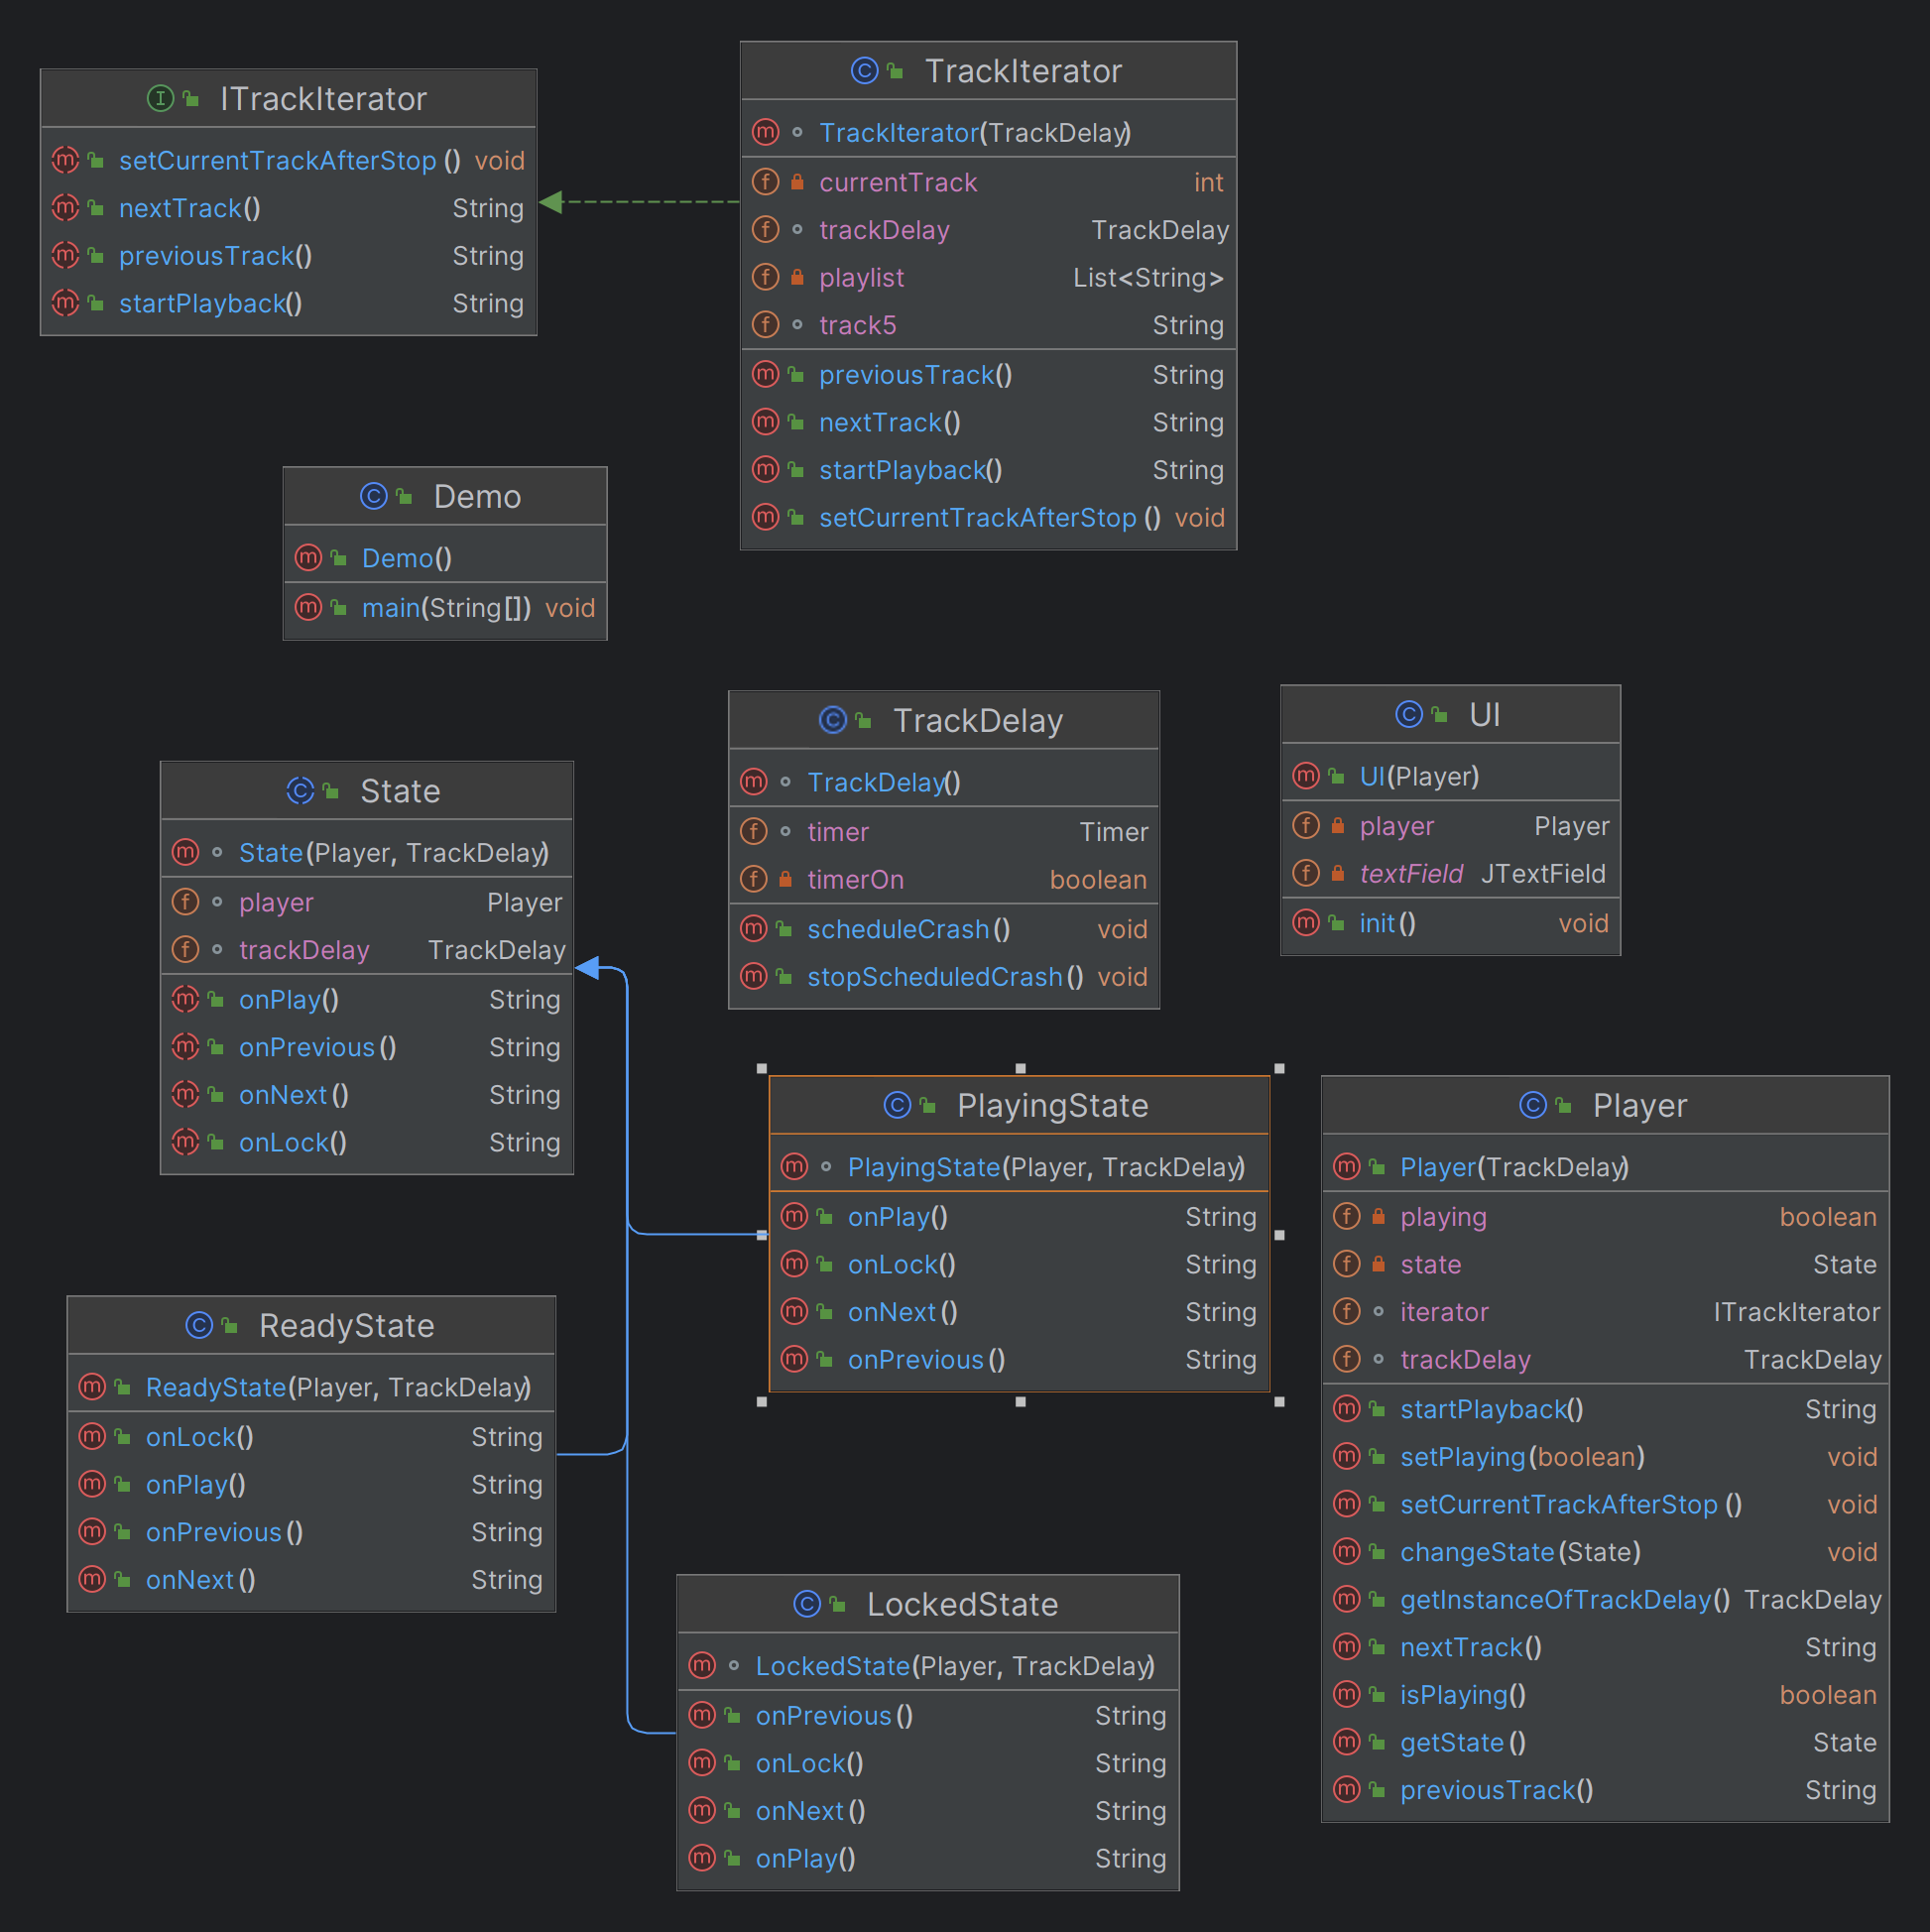 ITrackIterator
setCurrentTrackAfterStop () void
nextTrack() String
previousTrack() String
startPlayback() String
TrackIterator
TrackIterator(TrackDelay)
currentTrack int
trackDelay TrackDelay
playlist List<String>
track5 String
previousTrack() String
nextTrack() String
startPlayback() String
setCurrentTrackAfterStop () void
Demo
Demo()
main(String[]) void
TrackDelay
TrackDelay()
timer Timer
timerOn boolean
scheduleCrash() void
stopScheduledCrash() void
UI
UI(Player)
player Player
textField JTextField
init() void
State
State(Player, TrackDelay)
player Player
trackDelay TrackDelay
onPlay() String
onPrevious() String
onNext() String
onLock() String
PlayingState
PlayingState(Player, TrackDelay)
onPlay() String
onLock() String
onNext() String
onPrevious() String
Player
Player(TrackDelay)
playing boolean
state State
iterator ITrackIterator
trackDelay TrackDelay
startPlayback() String
setPlaying(boolean) void
setCurrentTrackAfterStop () void
changeState(State) void
getInstanceOfTrackDelay() TrackDelay
nextTrack() String
isPlaying() boolean
getState() State
previousTrack() String
ReadyState
ReadyState(Player, TrackDelay)
onLock() String
onPlay() String
onPrevious() String
onNext() String
LockedState
LockedState(Player, TrackDelay)
onPrevious() String
onLock() String
onNext() String
onPlay() String